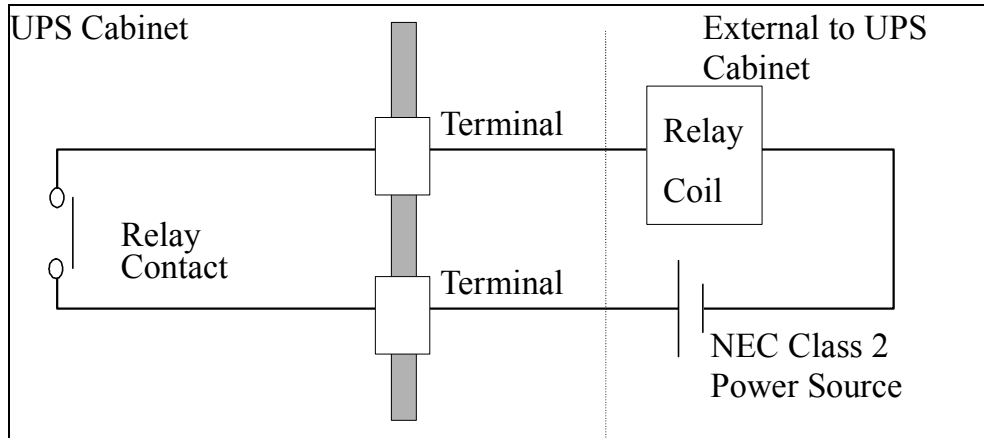 UPS Cabinet
External to UPS
Cabinet
Terminal
Relay
Coil
Relay
Contact
Terminal
NEC Class 2
Power Source